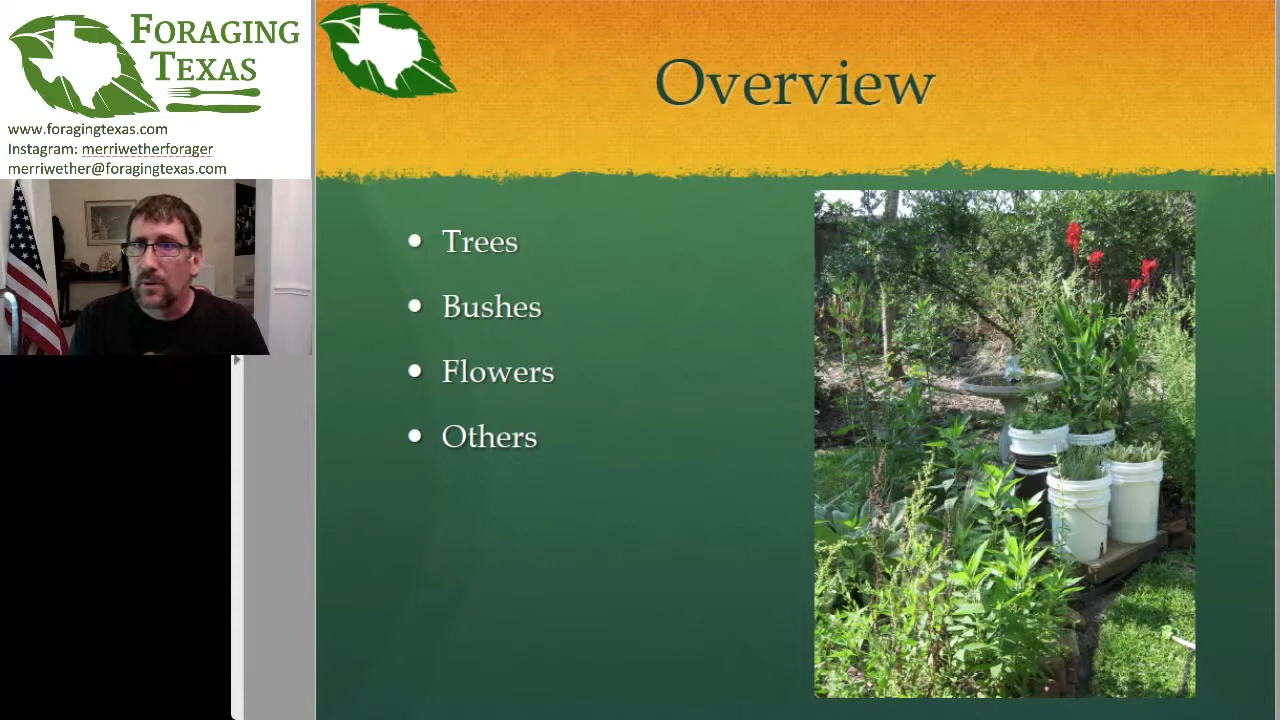 FORAGING
TEXAS
www.foragingtexas.com
Instagram: merriwetherforager
merriwether@foragingtexas.com
Overview
Trees
Bushes
Flowers
Others